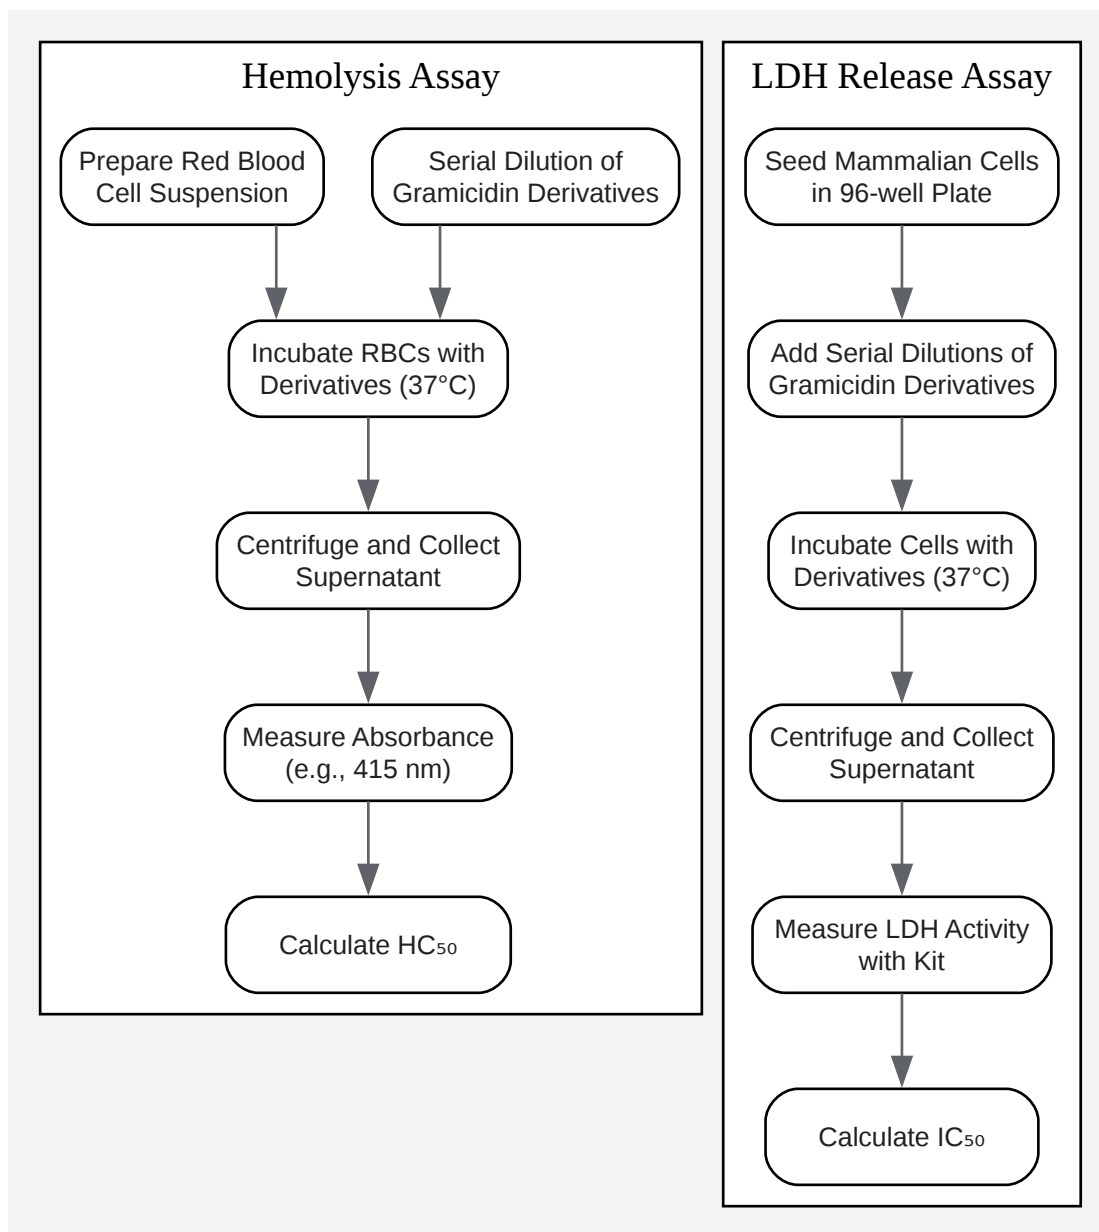 Hemolysis Assay
Prepare Red Blood
Cell Suspension
Serial Dilution of
Gramicidin Derivatives
Incubate RBCs with
Derivatives (37°C)
Centrifuge and Collect
Supernatant
Measure Absorbance
(e.g., 415 nm)
Calculate HC₅₀
LDH Release Assay
Seed Mammalian Cells
in 96-well Plate
Add Serial Dilutions of
Gramicidin Derivatives
Incubate Cells with
Derivatives (37°C)
Centrifuge and Collect
Supernatant
Measure LDH Activity
with Kit
Calculate IC₅₀